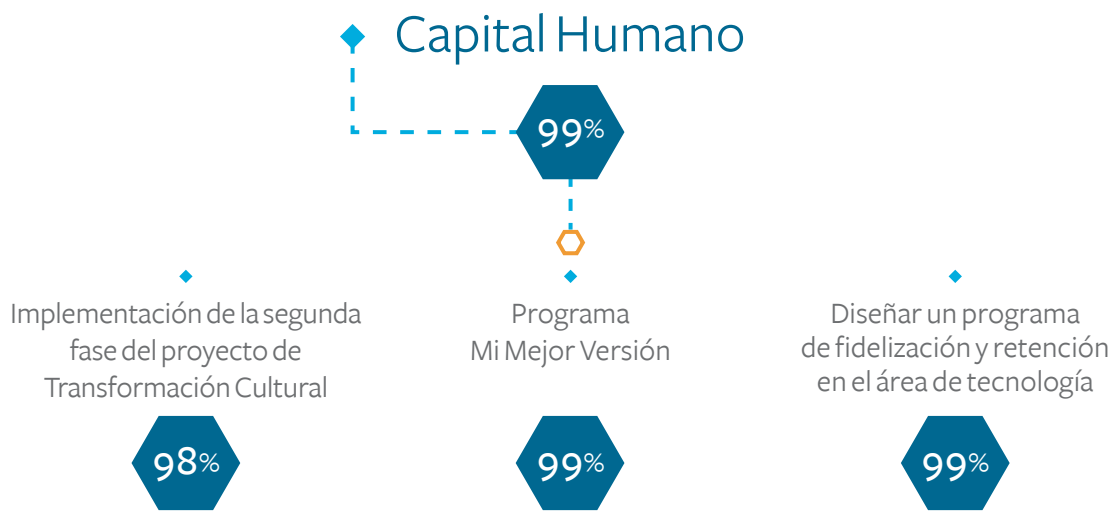 Capital Humano
99%
Implementación de la segunda
fase del proyecto de
Transformación Cultural
98%
Programa
Mi Mejor Versión
99%
Diseñar un programa
de fidelización y retención
en el área de tecnología
99%